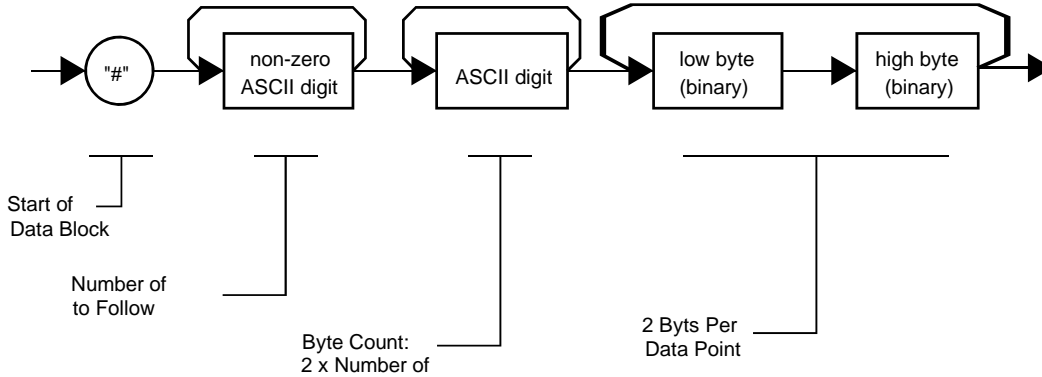 "#"
non-zero
ASCII digit
ASCII digit
low byte
(binary)
high byte
(binary)
Start of
Data Block
Number of
to Follow
Byte Count:
2 x Number of
2 Byts Per
Data Point